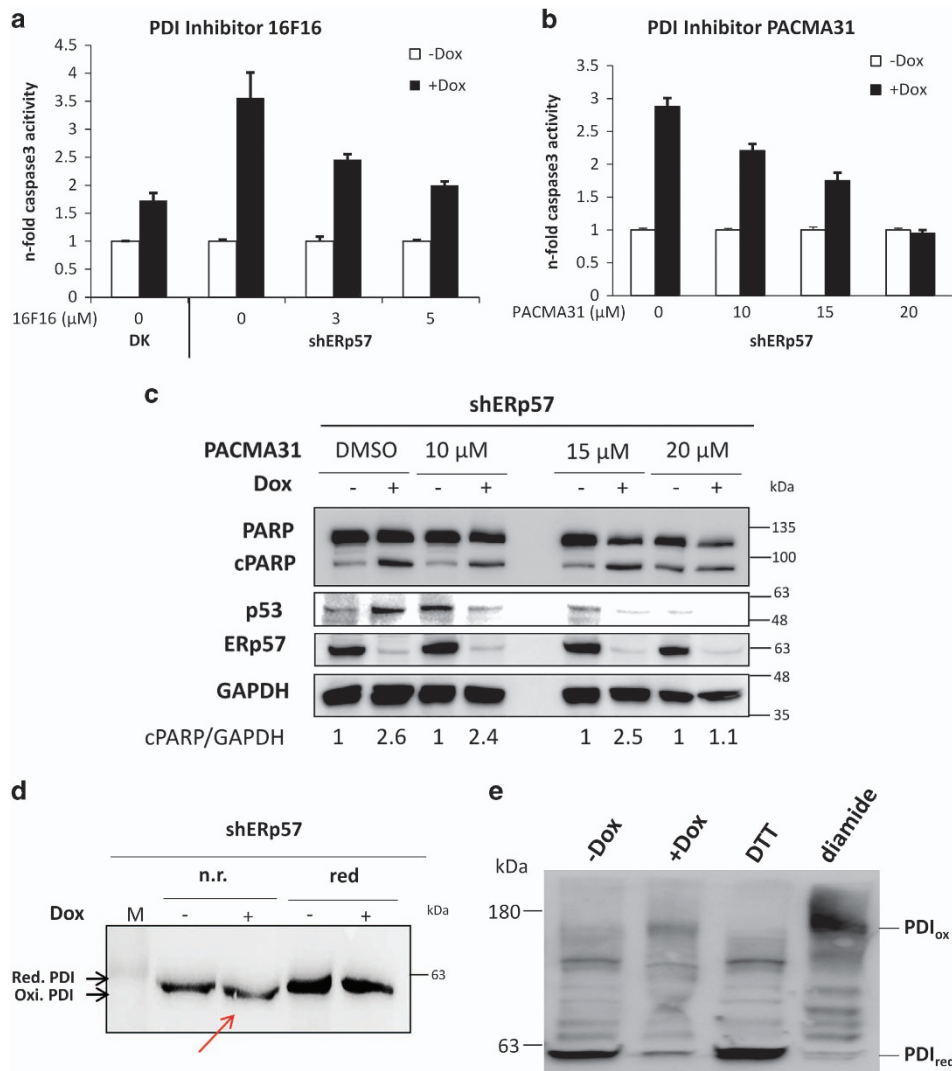 a
PDI Inhibitor 16F16
n-fold caspase3 acitivity
4.5
4
3.5
3
2.5
2
1.5
1
0.5
0
-Dox
+Dox
16F16 (µM)
0 0 3 5
DK shERp57
b
PDI Inhibitor PACMA31
n-fold caspase3 activity
3.5
3
2.5
2
1.5
1
0.5
0
-Dox
+Dox
PACMA31 (µM)
0 10 15 20
shERp57
c
shERp57
PACMA31 DMSO 10 µM 15 µM 20 µM
Dox - + - + - + - + kDa
PARP
cPARP
135
100
p53
63
48
ERp57
63
GAPDH
48
35
cPARP/GAPDH 1 2.6 1 2.4 1 2.5 1 1.1
d
shERp57
n.r. red
Dox M - + - + kDa
Red. PDI
Oxi. PDI
63
e
-Dox +Dox DTT diamide
kDa
180
63
PDIox
PDIred